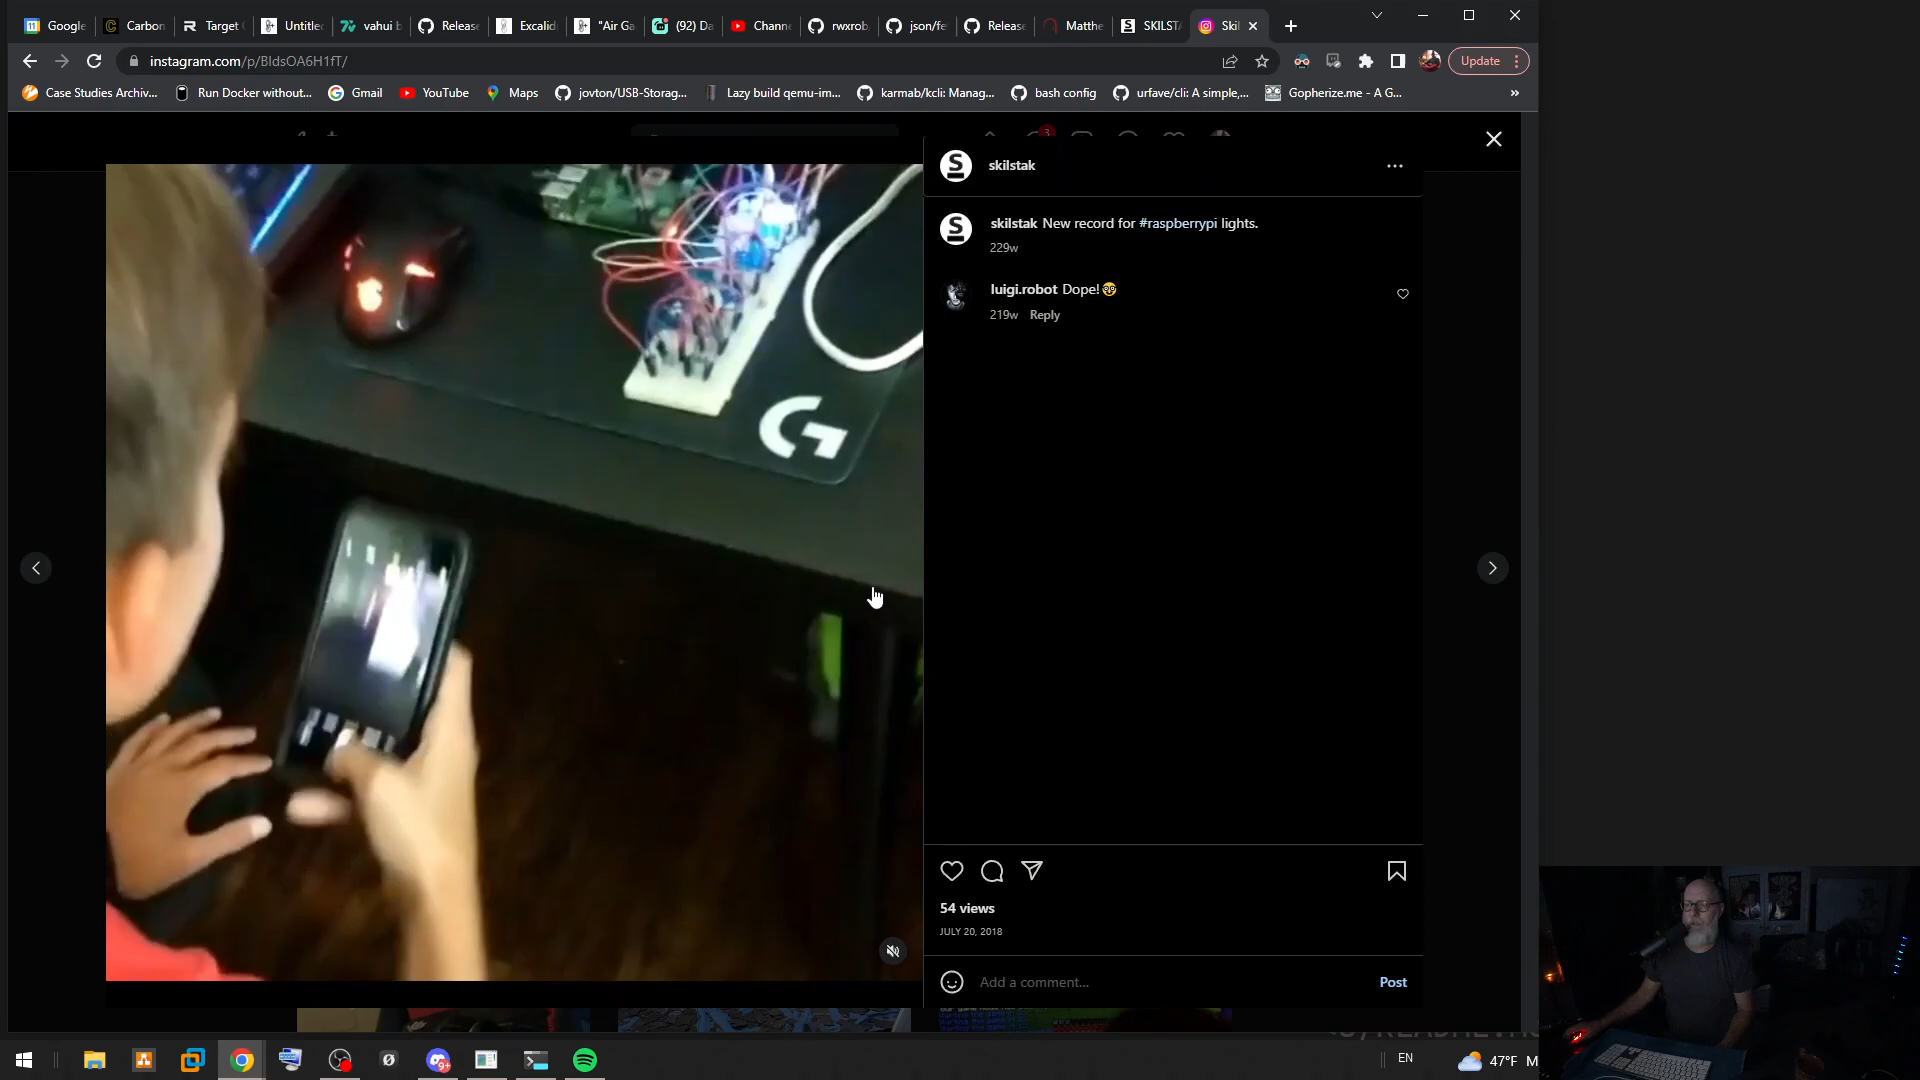 Google
Carbon
Target
Untitle
vahui b
Release
Excalid
"Air Ga
(92) Da
Chann
rwxrob
json/fe
Release
Matthe
SKILST
Skil
instagram.com/p/BldsOA6H1fT/
Update
Case Studies Archiv...
Run Docker without...
Gmail
YouTube
Maps
jovton/USB-Storag...
Lazy build qemu-im...
karmab/kcli: Manag...
bash config
urfave/cli: A simple,...
Gopherize.me - A G...
»
3
S
skilstak
S
skilstak New record for #raspberrypi lights.
229w
luigi.robot Dope!🤓
219w Reply
G
54 views
JULY 20, 2018
Add a comment...
Post
9+
EN
47°F M